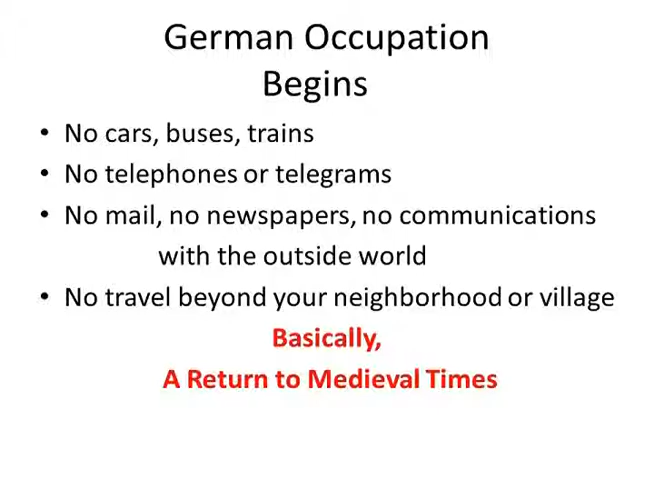 German Occupation
Begins
• No cars, buses, trains
• No telephones or telegrams
• No mail, no newspapers, no communications
with the outside world
• No travel beyond your neighborhood or village
Basically,
A Return to Medieval Times